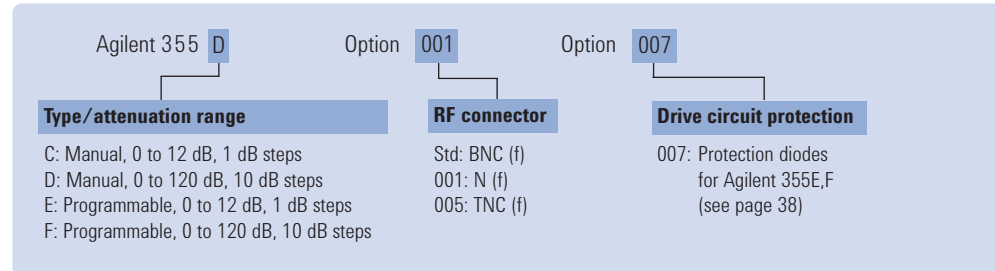 Agilent 355 D Option 001 Option 007
Type/attenuation range
C: Manual, 0 to 12 dB, 1 dB steps
D: Manual, 0 to 120 dB, 10 dB steps
E: Programmable, 0 to 12 dB, 1 dB steps
F: Programmable, 0 to 120 dB, 10 dB steps
RF connector
Std: BNC (f)
001: N (f)
005: TNC (f)
Drive circuit protection
007: Protection diodes
for Agilent 355E,F
(see page 38)